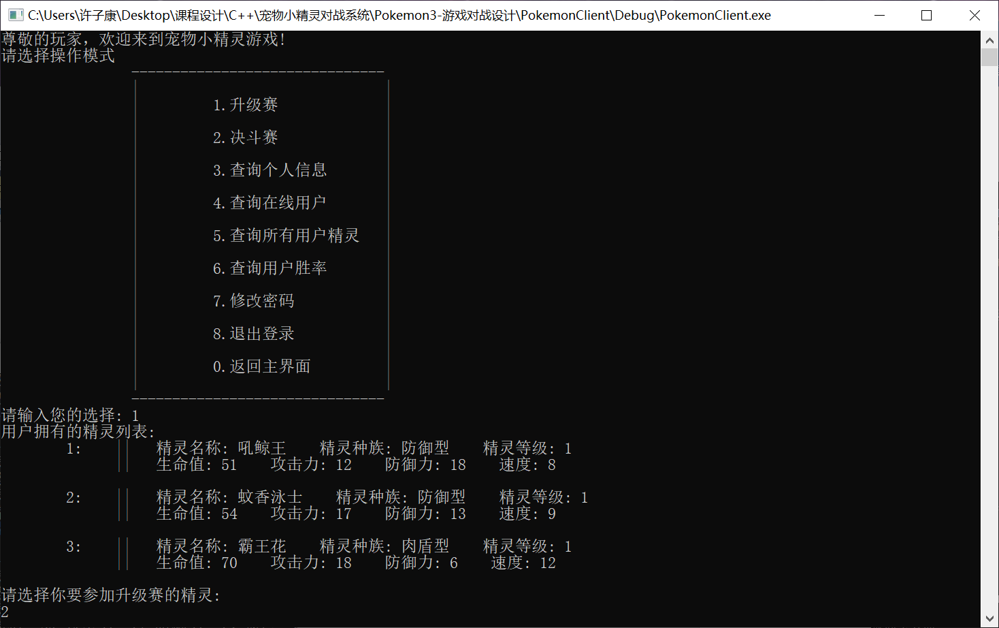 C:\Users\许子康\Desktop\课程设计\C++\宠物小精灵对战系统\Pokemon3-游戏对战设计\PokemonClient\Debug\PokemonClient.exe
尊敬的玩家，欢迎来到宠物小精灵游戏!
请选择操作模式
-------------------------------
1.升级赛
2.决斗赛
3.查询个人信息
4.查询在线用户
5.查询所有用户精灵
6.查询用户胜率
7.修改密码
8.退出登录
0.返回主界面
-------------------------------
请输入您的选择: 1
用户拥有的精灵列表:
1: || 精灵名称: 吼鲸王 精灵种族: 防御型 精灵等级: 1
|| 生命值: 51 攻击力: 12 防御力: 18 速度: 8
2: || 精灵名称: 蚊香泳士 精灵种族: 防御型 精灵等级: 1
|| 生命值: 54 攻击力: 17 防御力: 13 速度: 9
3: || 精灵名称: 霸王花 精灵种族: 肉盾型 精灵等级: 1
|| 生命值: 70 攻击力: 18 防御力: 6 速度: 12
请选择你要参加升级赛的精灵:
2